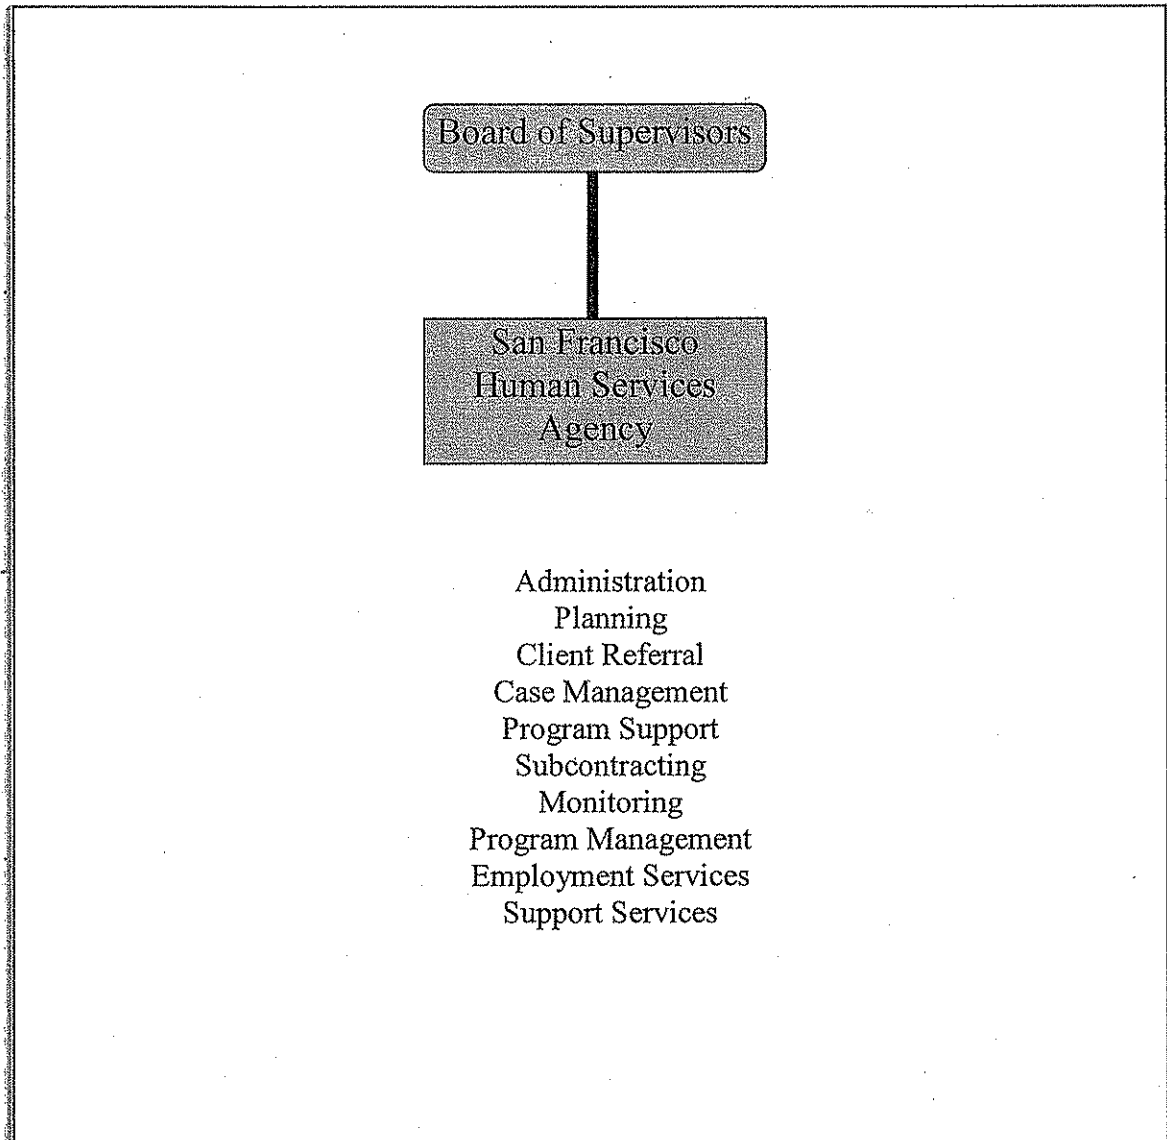 Board of Supervisors
San Francisco
Human Services
Agency
Administration
Planning
Client Referral
Case Management
Program Support
Subcontracting
Monitoring
Program Management
Employment Services
Support Services